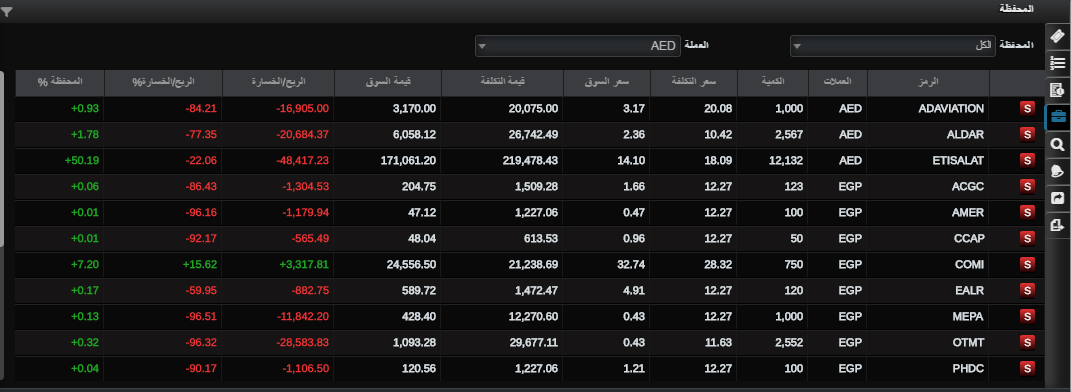 المحفظة
المحفظة الكل العملة AED
الرمز العملات الكمية سعر التكلفة سعر السوق قيمة التكلفة قيمة السوق الربح/الخسارة الربح/الخسارة% المحفظة %
S ADAVIATION AED 1,000 20.08 3.17 20,075.00 3,170.00 -16,905.00 -84.21 +0.93
S ALDAR AED 2,567 10.42 2.36 26,742.49 6,058.12 -20,684.37 -77.35 +1.78
S ETISALAT AED 12,132 18.09 14.10 219,478.43 171,061.20 -48,417.23 -22.06 +50.19
S ACGC EGP 123 12.27 1.66 1,509.28 204.75 -1,304.53 -86.43 +0.06
S AMER EGP 100 12.27 0.47 1,227.06 47.12 -1,179.94 -96.16 +0.01
S CCAP EGP 50 12.27 0.96 613.53 48.04 -565.49 -92.17 +0.01
S COMI EGP 750 28.32 32.74 21,238.69 24,556.50 +3,317.81 +15.62 +7.20
S EALR EGP 120 12.27 4.91 1,472.47 589.72 -882.75 -59.95 +0.17
S MEPA EGP 1,000 12.27 0.43 12,270.60 428.40 -11,842.20 -96.51 +0.13
S OTMT EGP 2,552 11.63 0.43 29,677.11 1,093.28 -28,583.83 -96.32 +0.32
S PHDC EGP 100 12.27 1.21 1,227.06 120.56 -1,106.50 -90.17 +0.04